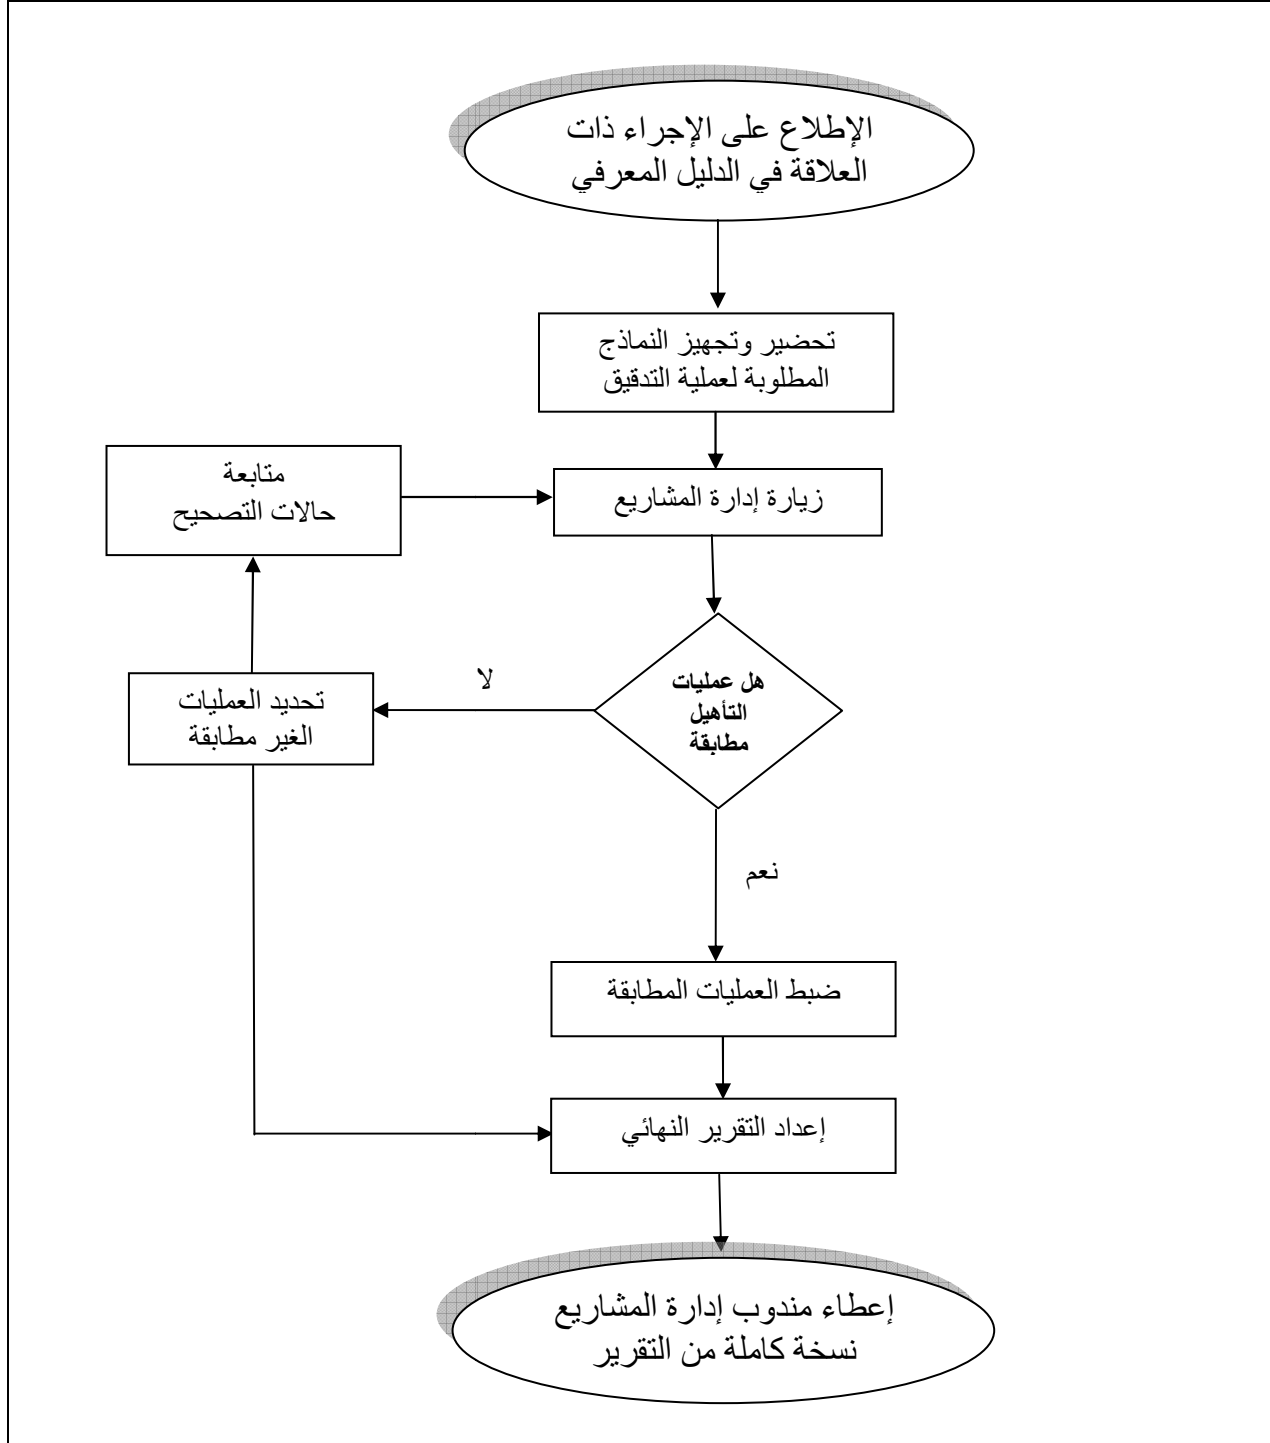 الإطلاع على الإجراء ذات
العلاقة في الدليل المعرفي
تحضير وتجهيز النماذج
المطلوبة لعملية التدقيق
متابعة
حالات التصحيح
زيارة إدارة المشاريع
هل عمليات
التأهيل
مطابقة
لا
تحديد العمليات
الغير مطابقة
نعم
ضبط العمليات المطابقة
إعداد التقرير النهائي
إعطاء مندوب إدارة المشاريع
نسخة كاملة من التقرير